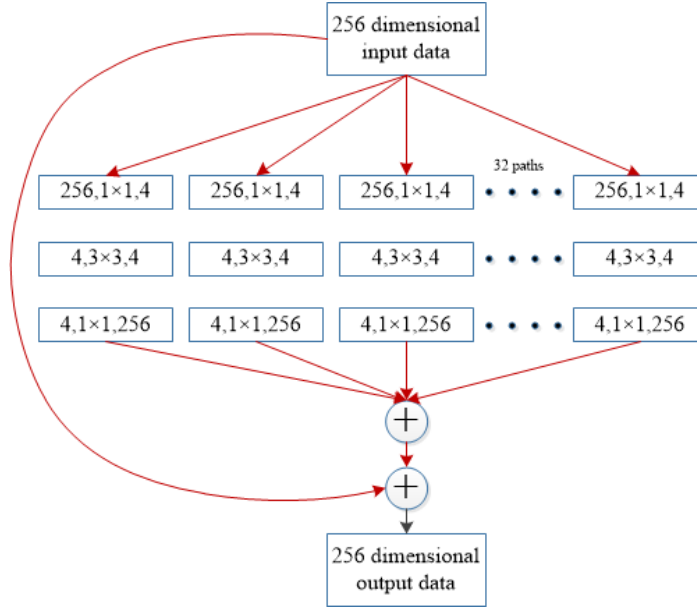 256 dimensional
input data
32 paths
256,1×1,4 256,1×1,4 256,1×1,4 256,1×1,4
4,3×3,4 4,3×3,4 4,3×3,4 4,3×3,4
4,1×1,256 4,1×1,256 4,1×1,256 4,1×1,256
+
+
256 dimensional
output data